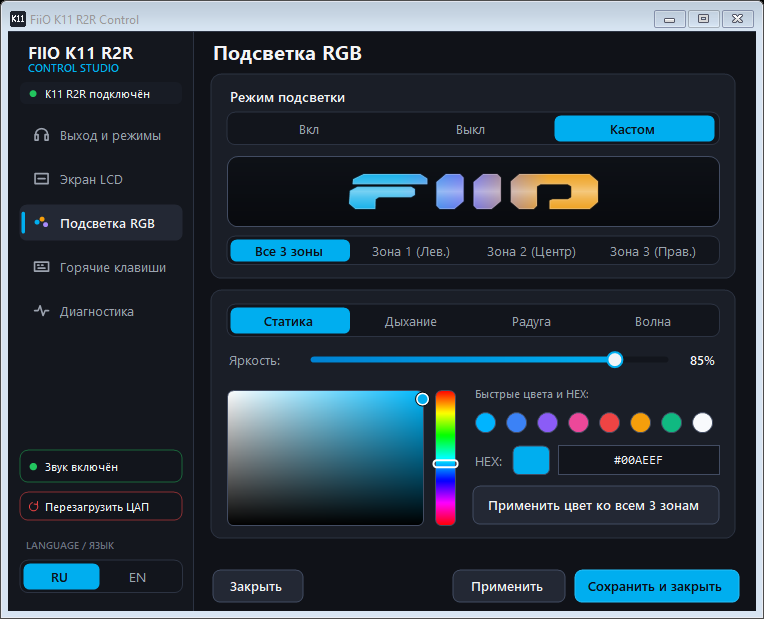 K11 FiiO K11 R2R Control
FIIO K11 R2R
CONTROL STUDIO
K11 R2R подключён
Выход и режимы
Экран LCD
Подсветка RGB
Горячие клавиши
Диагностика
Звук включён
Перезагрузить ЦАП
LANGUAGE / ЯЗЫК
RU EN
Подсветка RGB
Режим подсветки
Вкл Выкл Кастом
FIIO
Все 3 зоны Зона 1 (Лев.) Зона 2 (Центр) Зона 3 (Прав.)
Статика Дыхание Радуга Волна
Яркость: 85%
Быстрые цвета и HEX:
HEX: #00AEEF
Применить цвет ко всем 3 зонам
Закрыть Применить Сохранить и закрыть